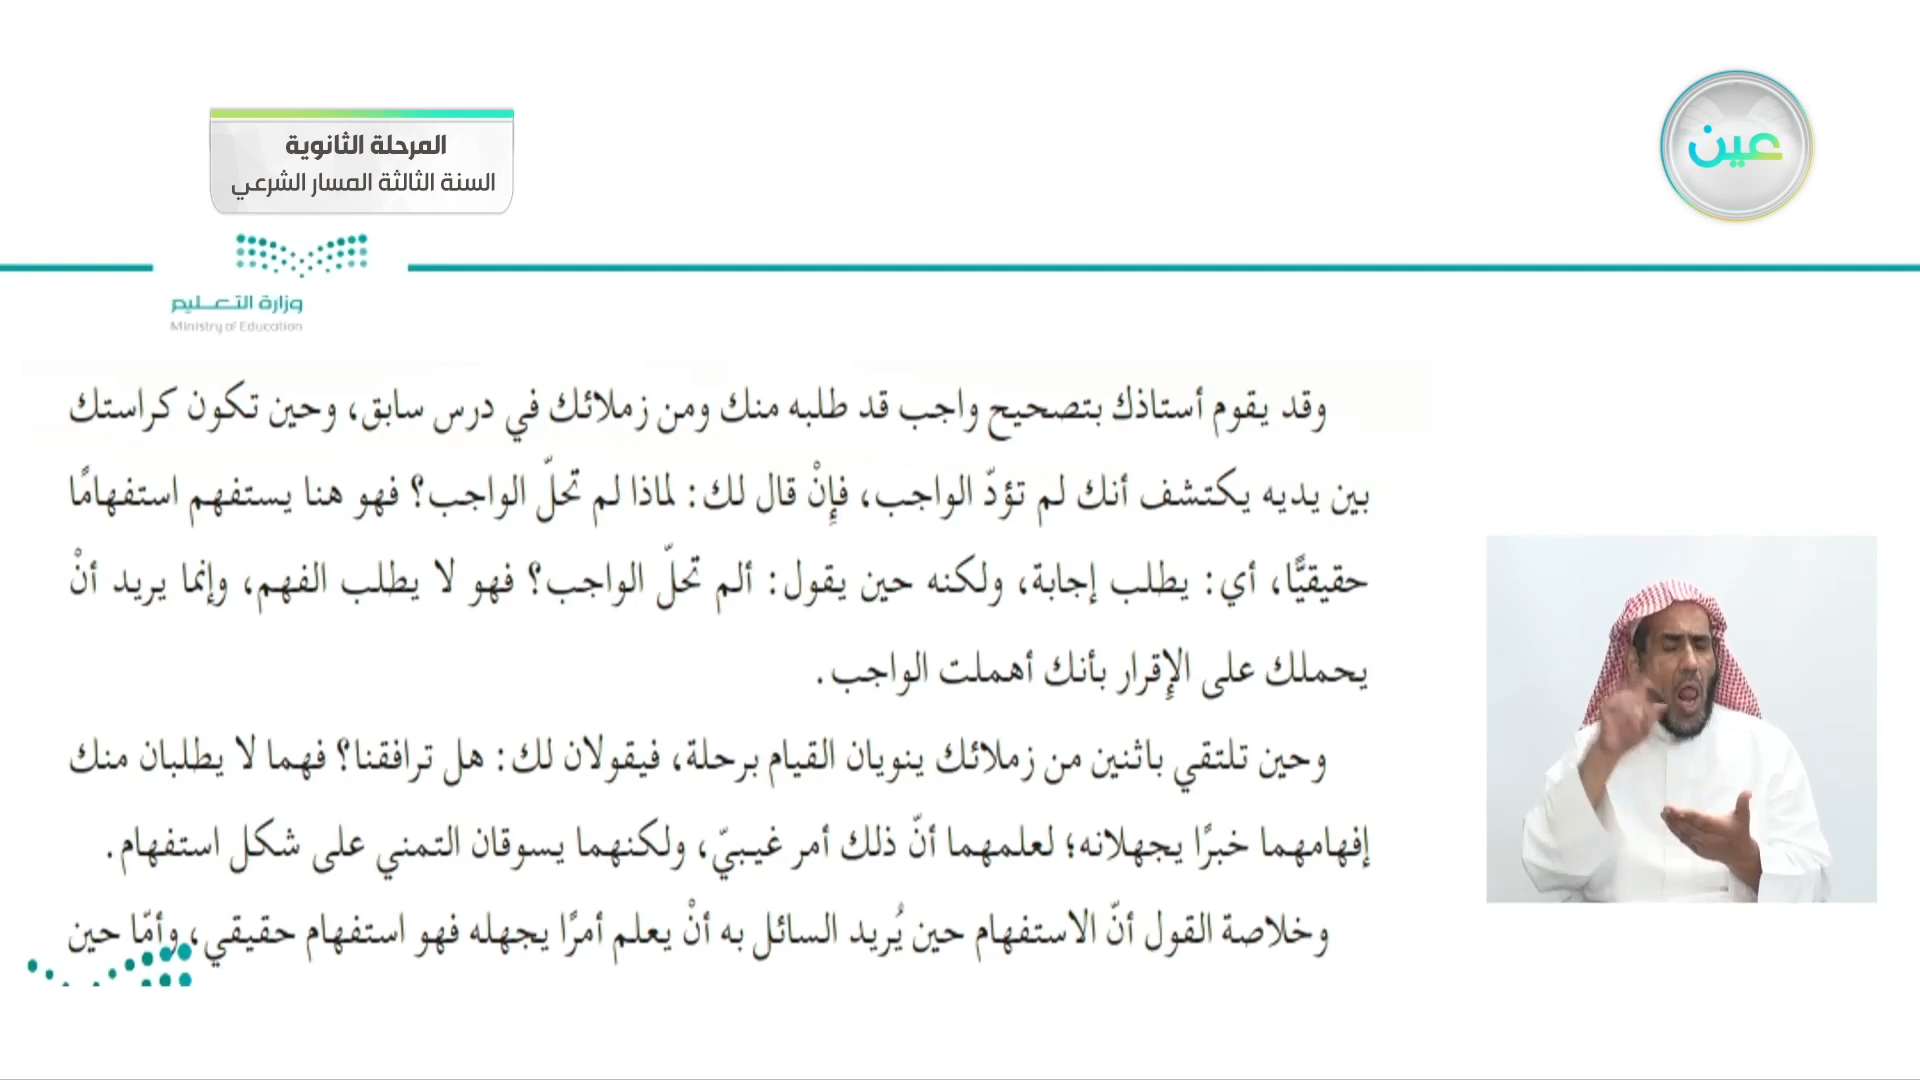 المرحلة الثانوية
السنة الثالثة المسار الشرعي
عين
وزارة التعليم
Ministry of Education
وقد يقوم أستاذك بتصحيح واجب قد طلبه منك ومن زملائك في درس سابق، وحين تكون كراستك
بين يديه يكتشف أنك لم تؤدّ الواجب، فإِنْ قال لك: لماذا لم تحلّ الواجب؟ فهو هنا يستفهم استفهامًا
حقيقيًّا، أي: يطلب إجابة، ولكنه حين يقول: ألم تحلّ الواجب؟ فهو لا يطلب الفهم، وإنما يريد أنْ
يحملك على الإِقرار بأنك أهملت الواجب.
وحين تلتقي باثنين من زملائك ينويان القيام برحلة، فيقولان لك: هل ترافقنا؟ فهما لا يطلبان منك
إفهامهما خبرًا يجهلانه؛ لعلمهما أنّ ذلك أمر غيـبيّ، ولكنهما يسوقان التمني على شكل استفهام.
وخلاصة القول أنّ الاستفهام حين يُريد السائل به أنْ يعلم أمرًا يجهله فهو استفهام حقيقي، وأمّا حين